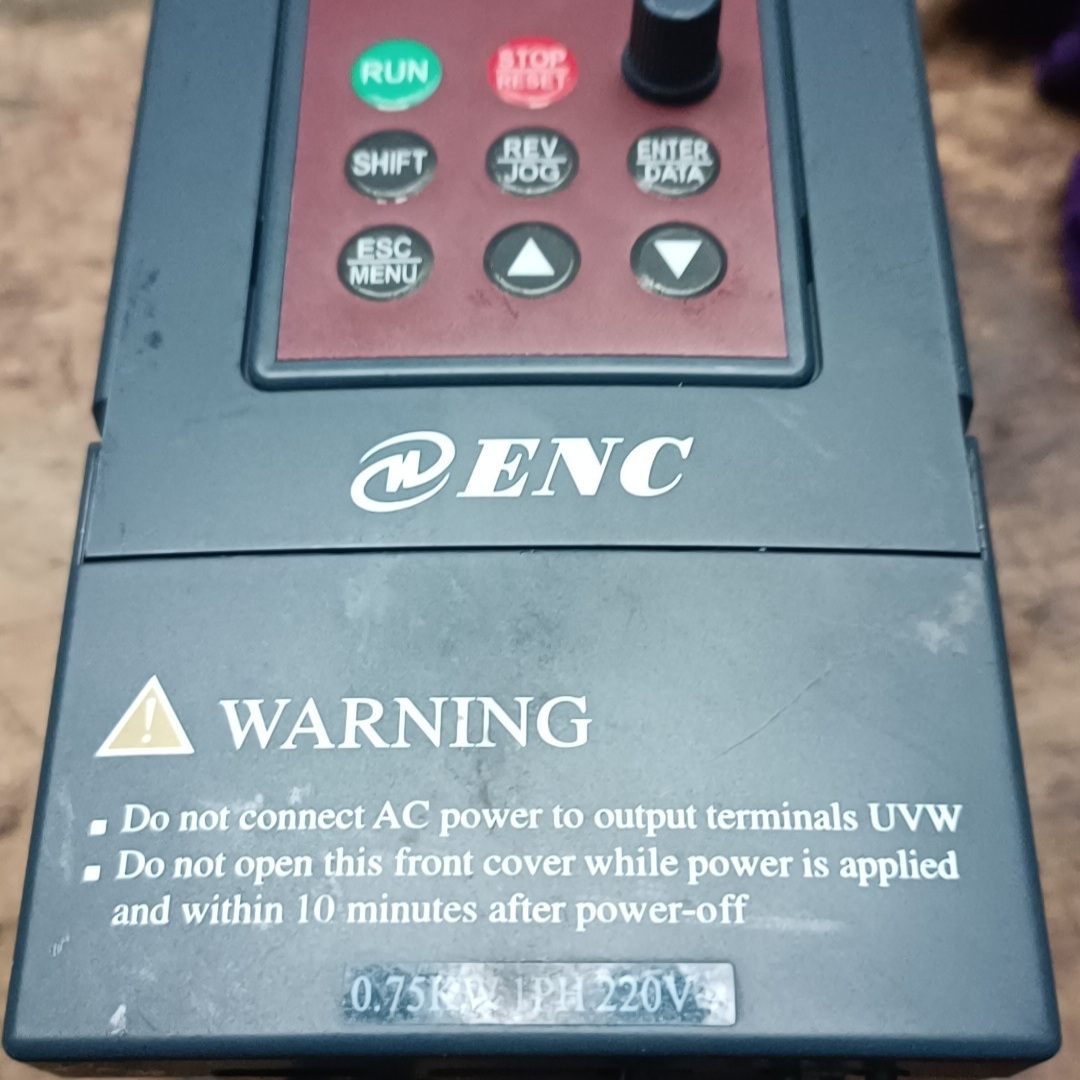 RUN STOP RESET
SHIFT REV JOG ENTER DATA
ESC MENU
ENC
WARNING
Do not connect AC power to output terminals UVW
Do not open this front cover while power is applied
and within 10 minutes after power-off
0.75KW 1PH 220V